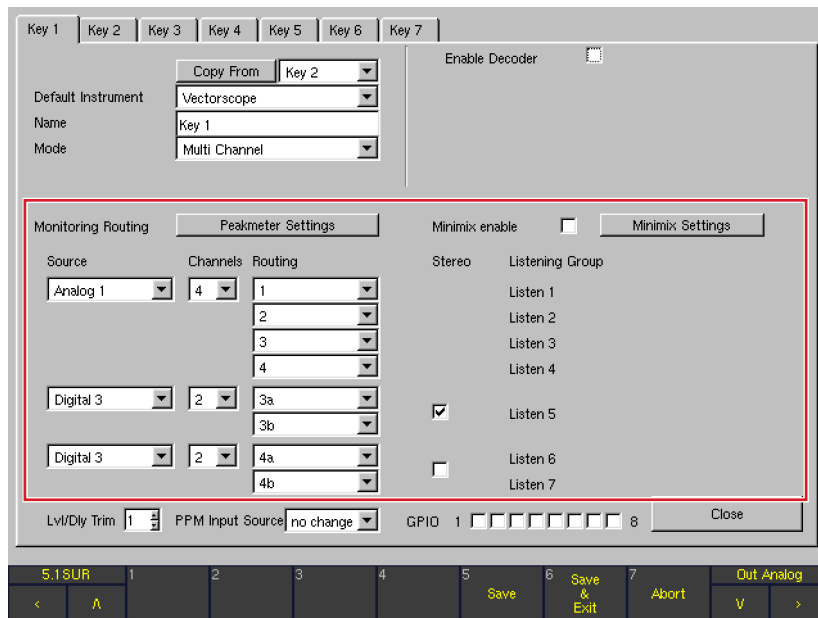 Key 1 Key 2 Key 3 Key 4 Key 5 Key 6 Key 7
Copy From Key 2
Enable Decoder
Default Instrument Vectorscope
Name Key 1
Mode Multi Channel
Monitoring Routing Peakmeter Settings Minimix enable Minimix Settings
Source Channels Routing Stereo Listening Group
Analog 1 4 1 Listen 1
2 Listen 2
3 Listen 3
4 Listen 4
Digital 3 2 3a
3b
Listen 5
Digital 3 2 4a Listen 6
4b Listen 7
Lvl/Dly Trim 1 PPM Input Source no change GPIO 1 8 Close
5.1SUR 1 2 3 4 5 Save 6 Save & Exit 7 Abort Out Analog
< Λ V >